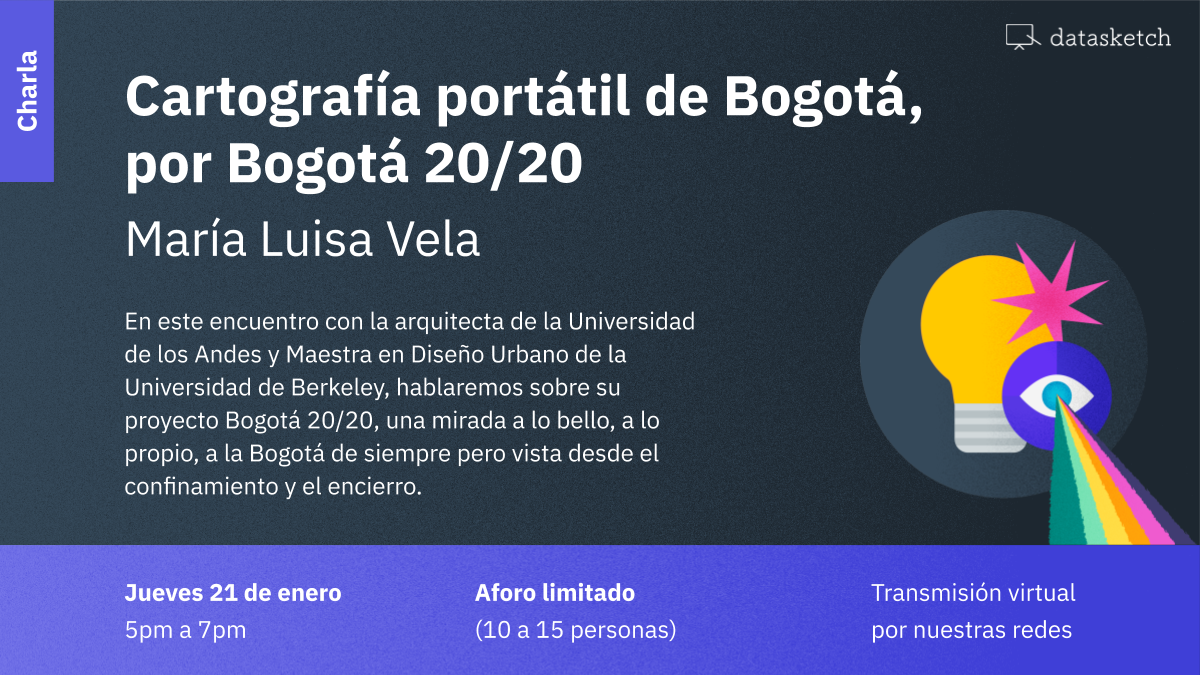 Charla
datasketch
Cartografía portátil de Bogotá,
por Bogotá 20/20
María Luisa Vela
En este encuentro con la arquitecta de la Universidad
de los Andes y Maestra en Diseño Urbano de la
Universidad de Berkeley, hablaremos sobre su
proyecto Bogotá 20/20, una mirada a lo bello, a lo
propio, a la Bogotá de siempre pero vista desde el
confinamiento y el encierro.
Jueves 21 de enero
5pm a 7pm
Aforo limitado
(10 a 15 personas)
Transmisión virtual
por nuestras redes